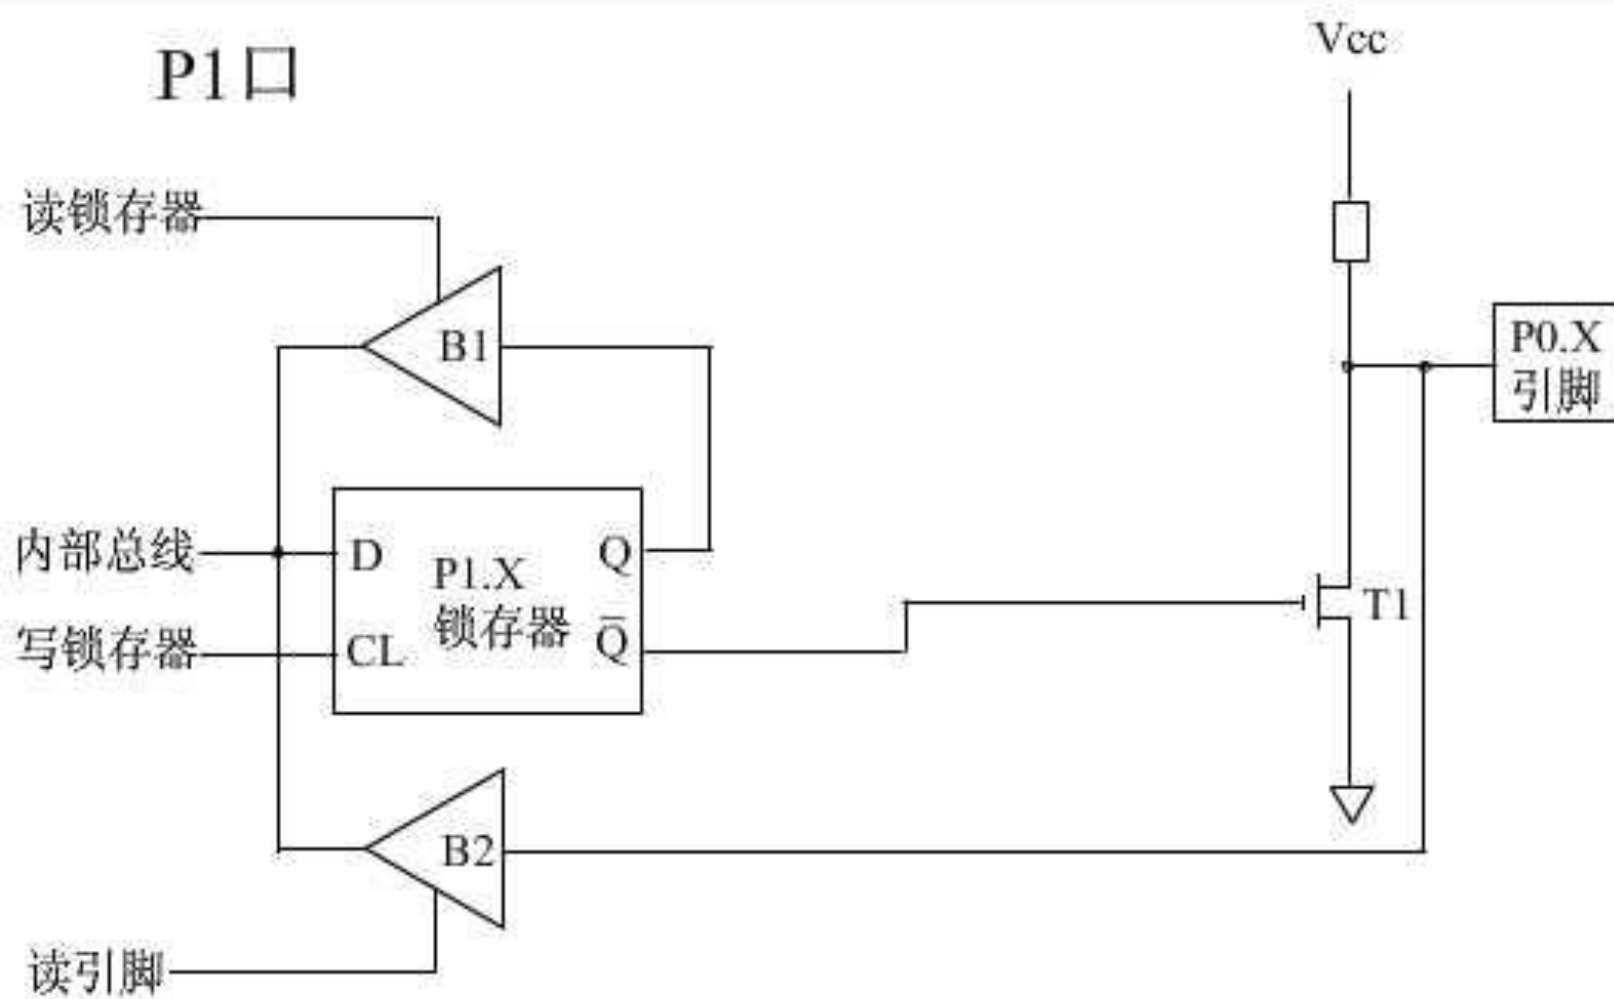 P1口
Vcc
读锁存器
B1
P0.X
引脚
内部总线
D
Q
P1.X
锁存器
T1
写锁存器
CL
Q̅
B2
读引脚